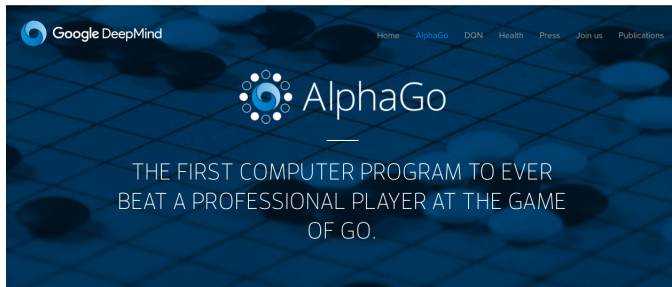 Google DeepMind
Home AlphaGo DQN Health Press Join us Publications
AlphaGo
THE FIRST COMPUTER PROGRAM TO EVER
BEAT A PROFESSIONAL PLAYER AT THE GAME
OF GO.